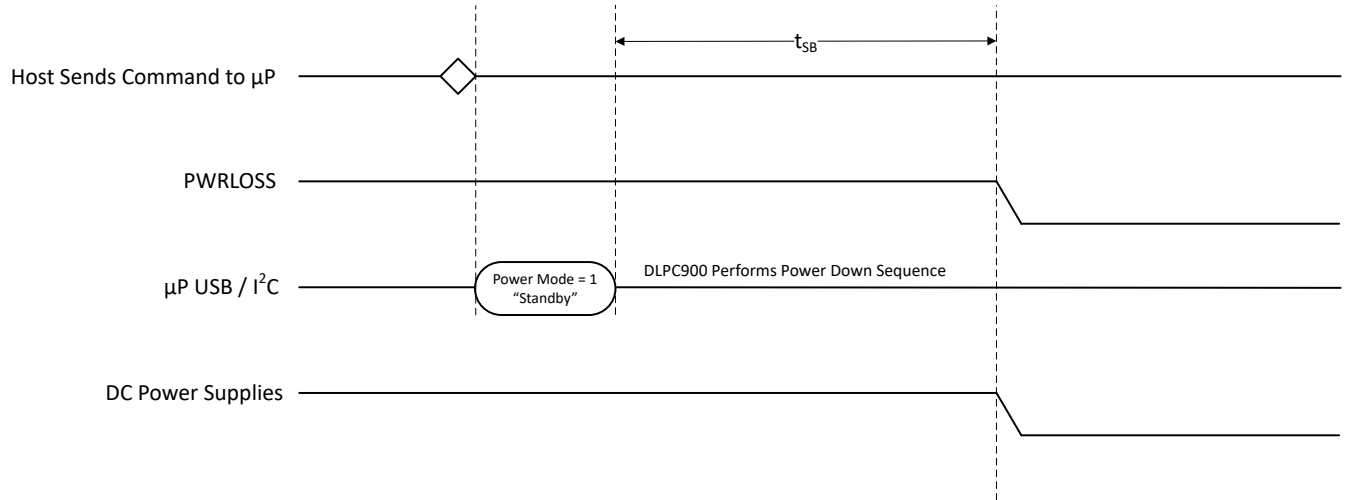 t_SB
Host Sends Command to µP
PWRLOSS
µP USB / I²C
Power Mode = 1
“Standby”
DLPC900 Performs Power Down Sequence
DC Power Supplies